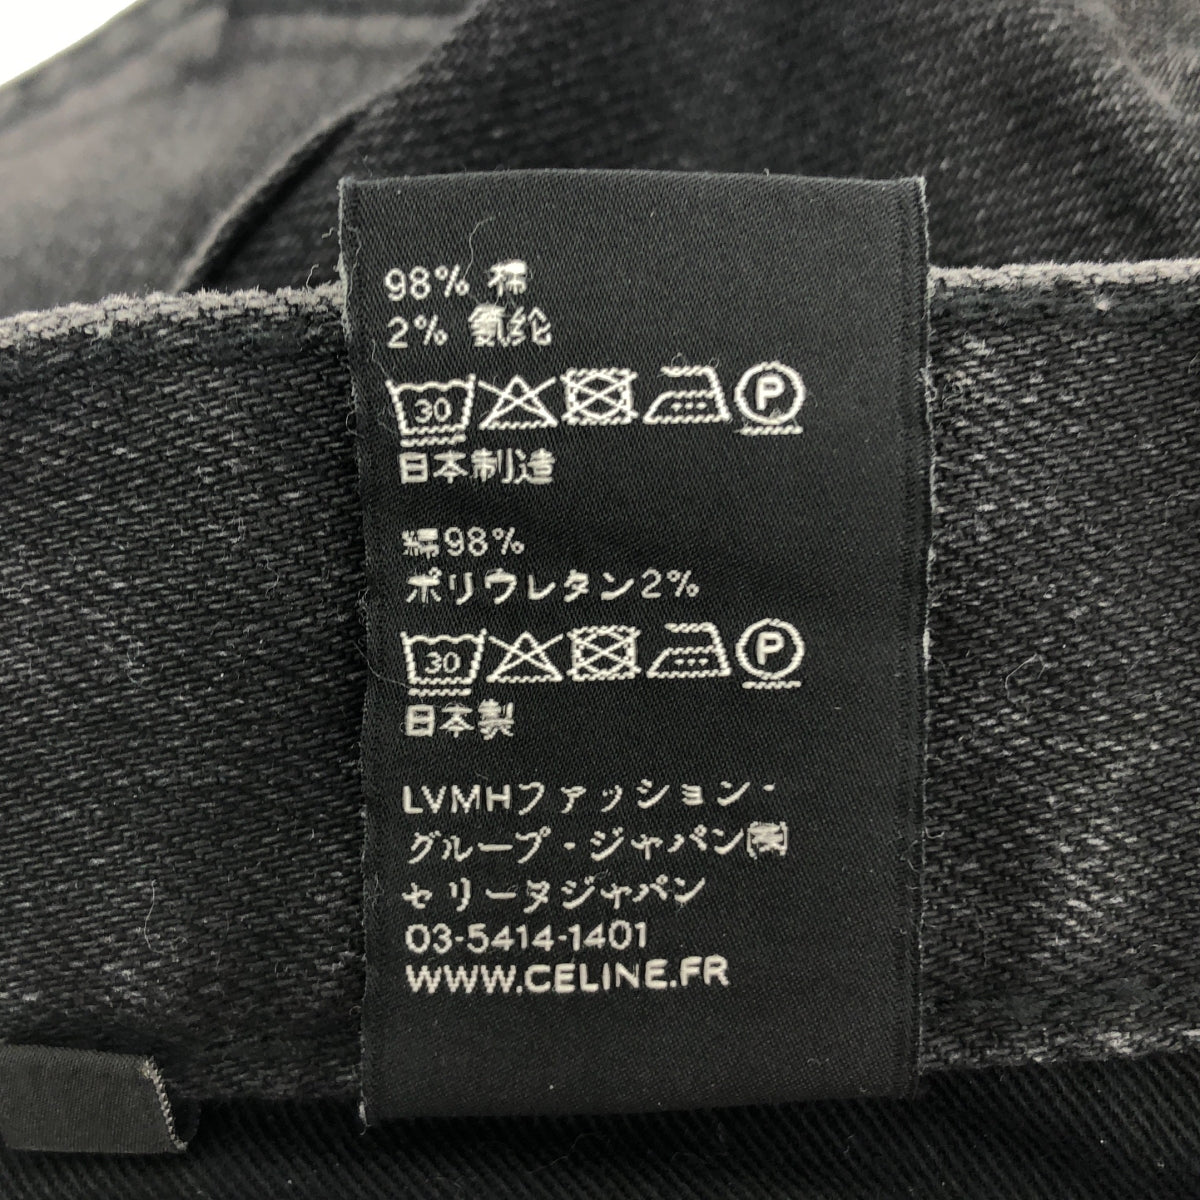 98% 棉
2% 氨纶
30 P
日本制造
綿98%
ポリウレタン2%
30 P
日本製
LVMHファッション・
グループ・ジャパン㈱
セリーヌジャパン
03-5414-1401
WWW.CELINE.FR